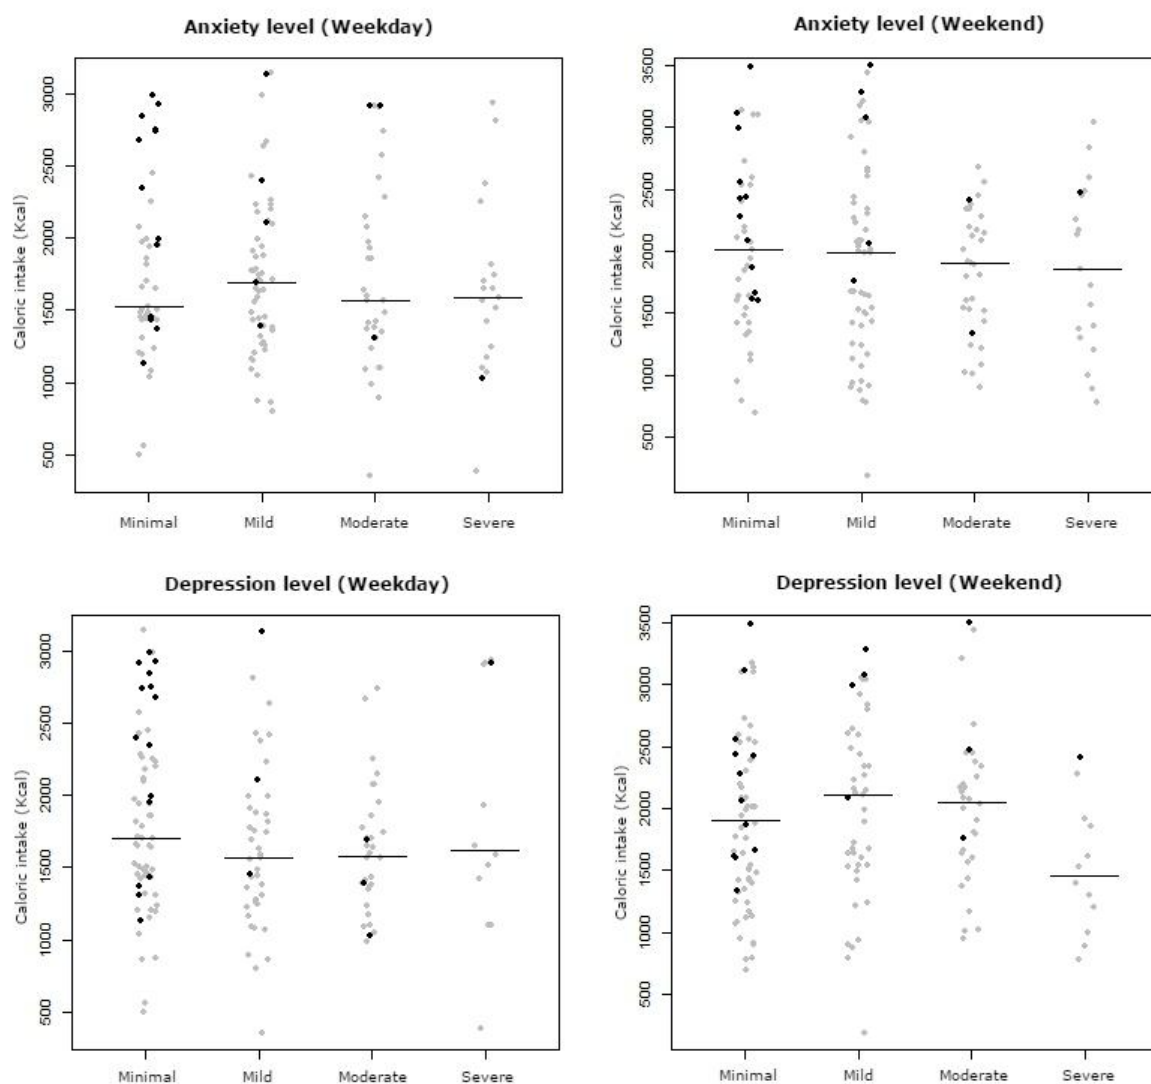 Anxiety level (Weekday)
Caloric intake (Kcal)
3000
2500
2000
1500
1000
500
Minimal Mild Moderate Severe
Anxiety level (Weekend)
Caloric intake (Kcal)
3500
3000
2500
2000
1500
1000
500
Minimal Mild Moderate Severe
Depression level (Weekday)
Caloric intake (Kcal)
3000
2500
2000
1500
1000
500
Minimal Mild Moderate Severe
Depression level (Weekend)
Caloric intake (Kcal)
3500
3000
2500
2000
1500
1000
500
Minimal Mild Moderate Severe